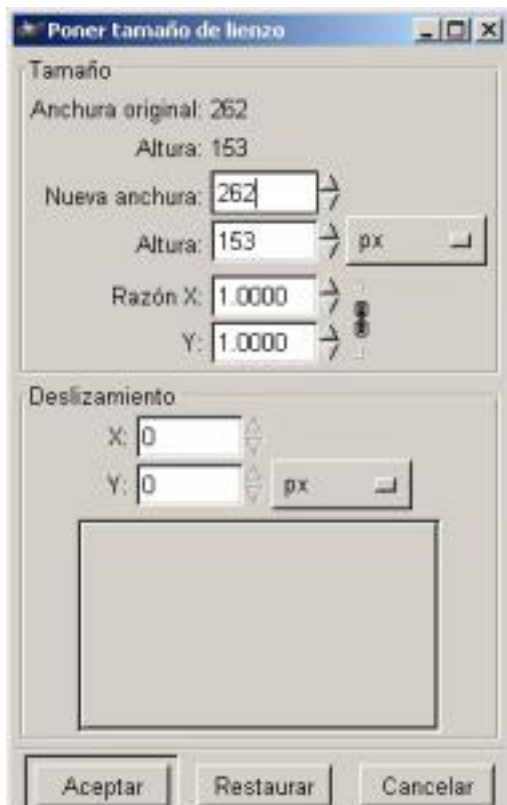 Poner tamaño de lienzo
Tamaño
Anchura original: 262
Altura: 153
Nueva anchura: 262
Altura: 153 px
Razón X: 1.0000
Y: 1.0000
Deslizamiento
X: 0
Y: 0 px
Aceptar Restaurar Cancelar